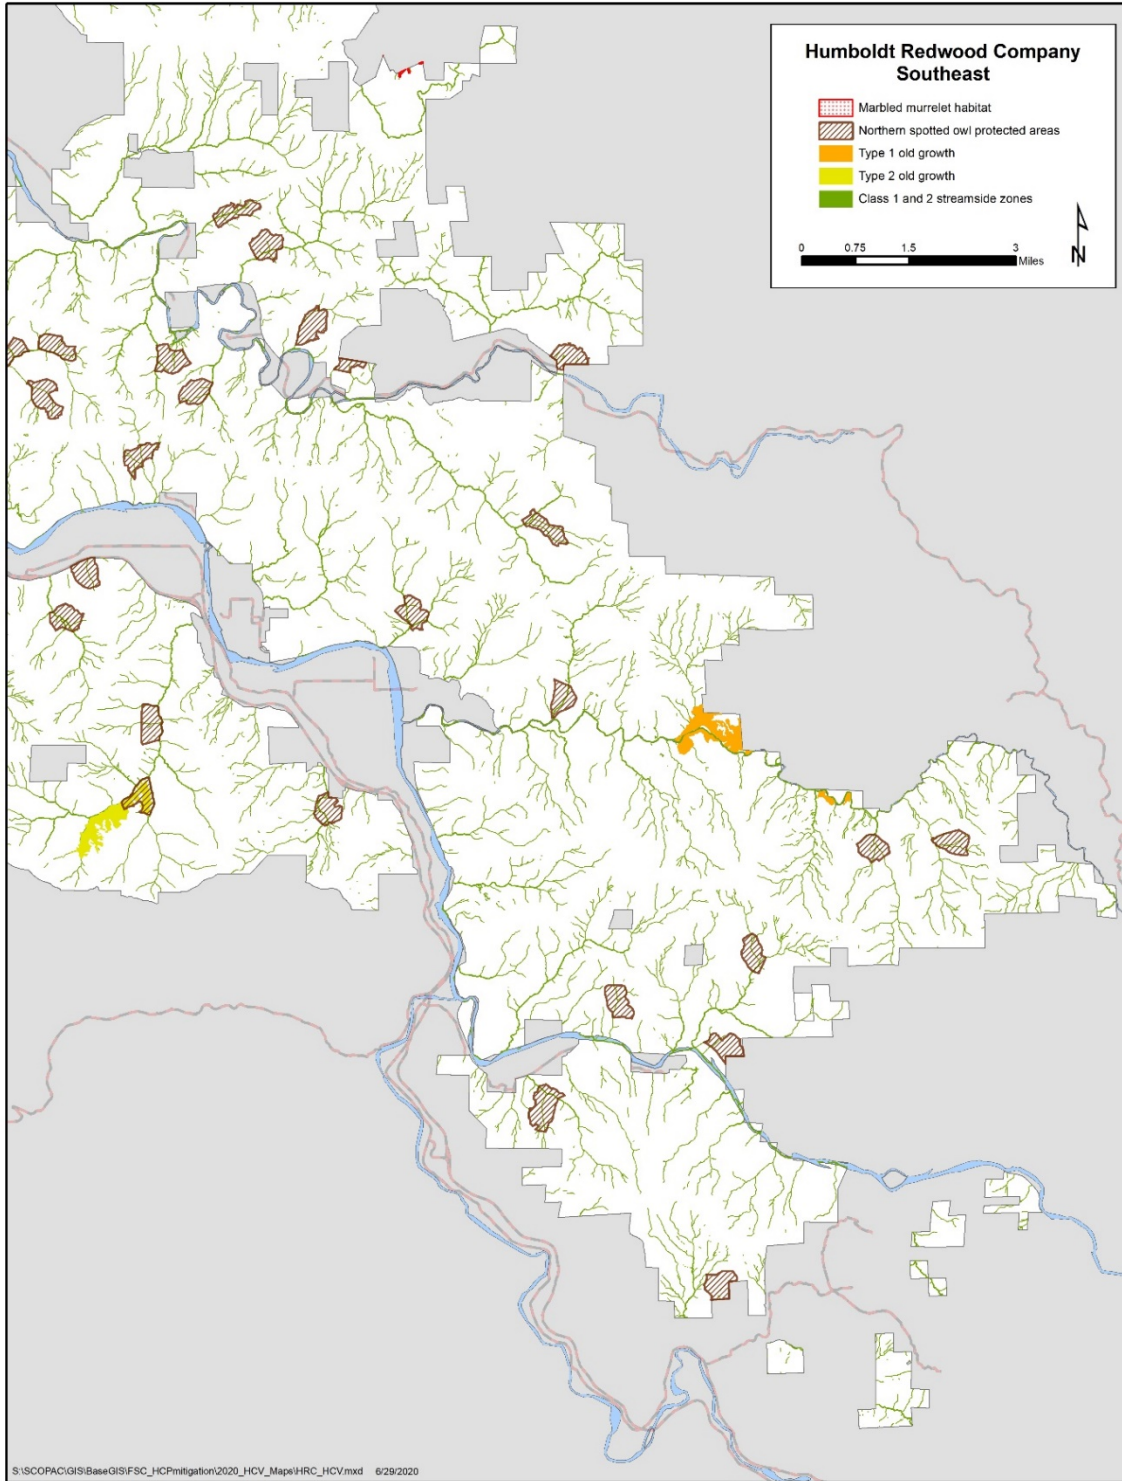 Humboldt Redwood Company
Southeast
Marbled murrelet habitat
Northern spotted owl protected areas
Type 1 old growth
Type 2 old growth
Class 1 and 2 streamside zones
0 0.75 1.5 3
Miles
N
S:\SCOPAC\GIS\BaseGIS\FSC_HCPmitigation\2020_HCV_Maps\HRC_HCV.mxd 6/29/2020